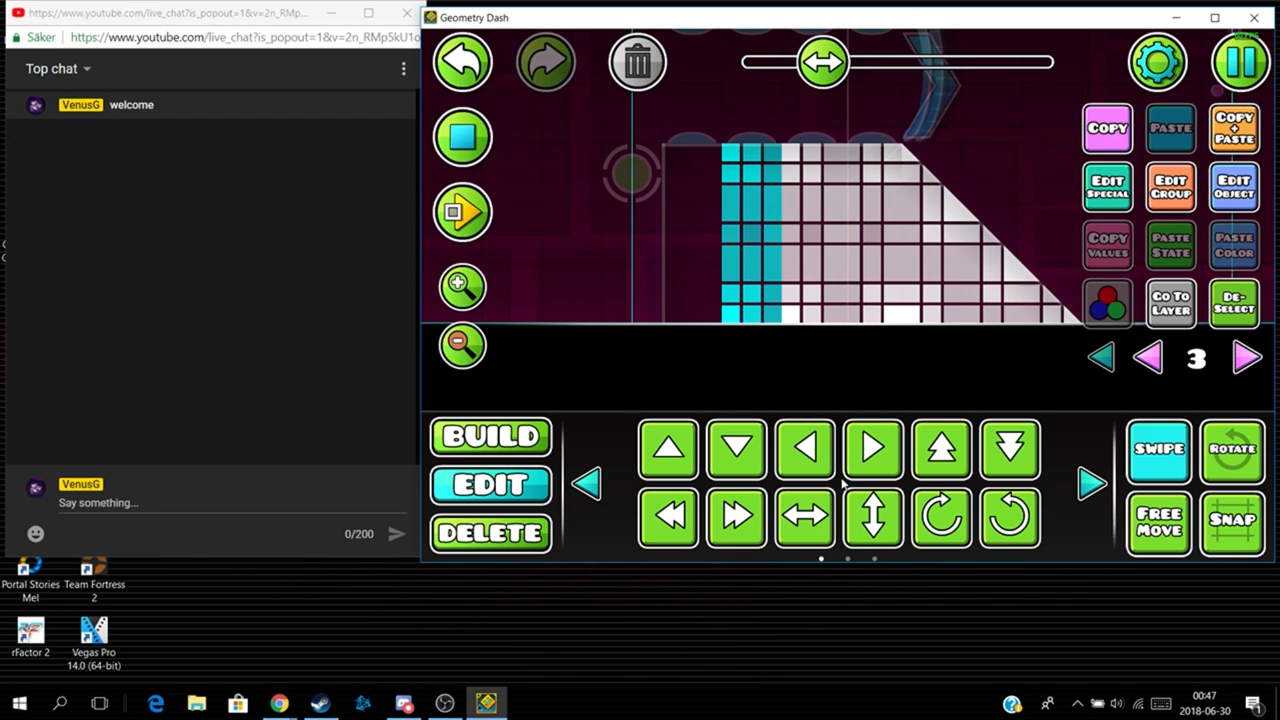 https://www.youtube.com/live_chat?is_popout=1&v=2n_RMp...
Säker
https://www.youtube.com/live_chat?is_popout=1&v=2n_RMp5kU1o
Top chat
VenusG welcome
VenusG
Say something...
0/200
Geometry Dash
COPY
PASTE
COPY + PASTE
EDIT SPECIAL
EDIT GROUP
EDIT OBJECT
COPY VALUES
PASTE STATE
PASTE COLOR
GO TO LAYER
DE-SELECT
3
BUILD
EDIT
DELETE
SWIPE
ROTATE
FREE MOVE
SNAP
Portal Stories Mel
Team Fortress 2
rFactor 2
Vegas Pro 14.0 (64-bit)
00:47
2018-06-30
1